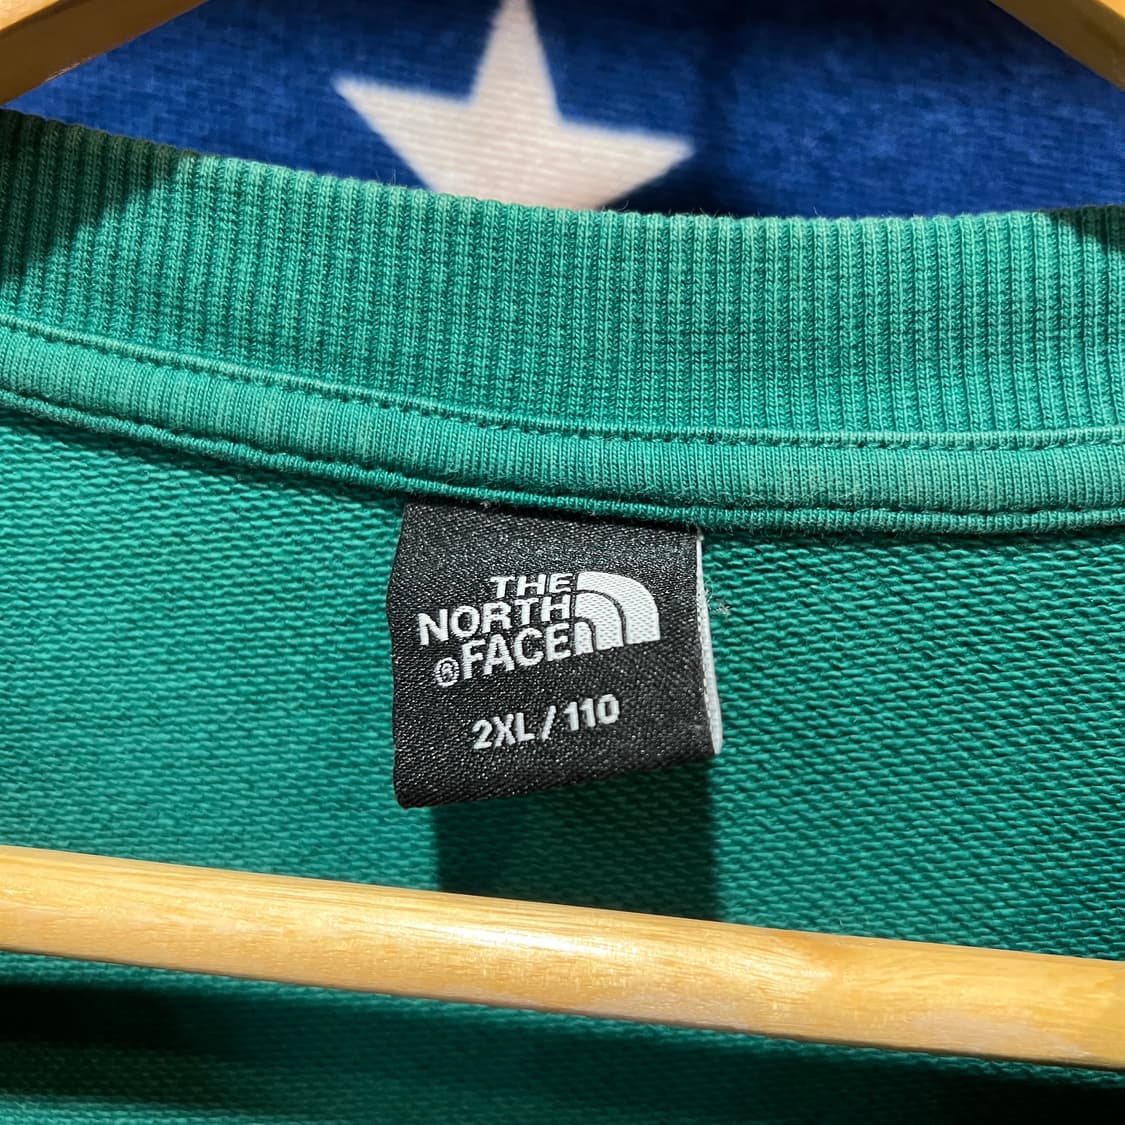 THE
NORTH
®FACE
2XL/110